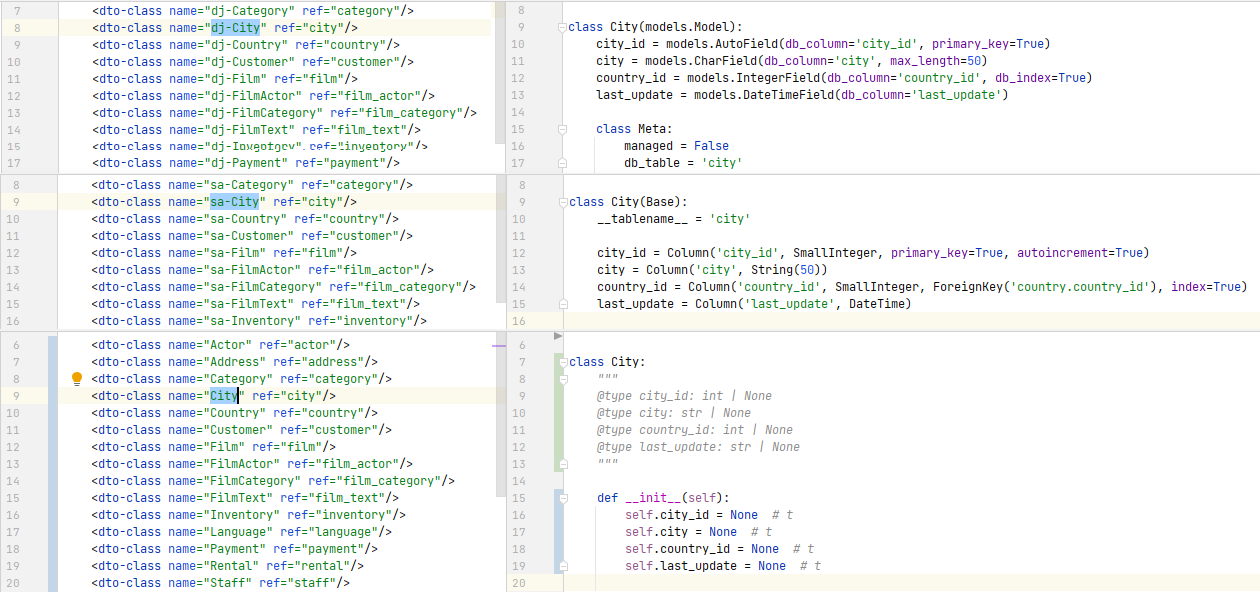 7 <dto-class name="dj-Category" ref="category"/>
8 <dto-class name="dj-City" ref="city"/>
9 <dto-class name="dj-Country" ref="country"/>
10 <dto-class name="dj-Customer" ref="customer"/>
11 <dto-class name="dj-Film" ref="film"/>
12 <dto-class name="dj-FilmActor" ref="film_actor"/>
13 <dto-class name="dj-FilmCategory" ref="film_category"/>
14 <dto-class name="dj-FilmText" ref="film_text"/>
15 <dto-class name="dj-Inventory" ref="inventory"/>
17 <dto-class name="dj-Payment" ref="payment"/>
8
9 class City(models.Model):
10 city_id = models.AutoField(db_column='city_id', primary_key=True)
11 city = models.CharField(db_column='city', max_length=50)
12 country_id = models.IntegerField(db_column='country_id', db_index=True)
13 last_update = models.DateTimeField(db_column='last_update')
14
15 class Meta:
16 managed = False
17 db_table = 'city'
8 <dto-class name="sa-Category" ref="category"/>
9 <dto-class name="sa-City" ref="city"/>
10 <dto-class name="sa-Country" ref="country"/>
11 <dto-class name="sa-Customer" ref="customer"/>
12 <dto-class name="sa-Film" ref="film"/>
13 <dto-class name="sa-FilmActor" ref="film_actor"/>
14 <dto-class name="sa-FilmCategory" ref="film_category"/>
15 <dto-class name="sa-FilmText" ref="film_text"/>
16 <dto-class name="sa-Inventory" ref="inventory"/>
8
9 class City(Base):
10 __tablename__ = 'city'
11
12 city_id = Column('city_id', SmallInteger, primary_key=True, autoincrement=True)
13 city = Column('city', String(50))
14 country_id = Column('country_id', SmallInteger, ForeignKey('country.country_id'), index=True)
15 last_update = Column('last_update', DateTime)
16
6 <dto-class name="Actor" ref="actor"/>
7 <dto-class name="Address" ref="address"/>
8 <dto-class name="Category" ref="category"/>
9 <dto-class name="City" ref="city"/>
10 <dto-class name="Country" ref="country"/>
11 <dto-class name="Customer" ref="customer"/>
12 <dto-class name="Film" ref="film"/>
13 <dto-class name="FilmActor" ref="film_actor"/>
14 <dto-class name="FilmCategory" ref="film_category"/>
15 <dto-class name="FilmText" ref="film_text"/>
16 <dto-class name="Inventory" ref="inventory"/>
17 <dto-class name="Language" ref="language"/>
18 <dto-class name="Payment" ref="payment"/>
19 <dto-class name="Rental" ref="rental"/>
20 <dto-class name="Staff" ref="staff"/>
6
7 class City:
8 """
9 @type city_id: int | None
10 @type city: str | None
11 @type country_id: int | None
12 @type last_update: str | None
13 """
14
15 def __init__(self):
16 self.city_id = None # t
17 self.city = None # t
18 self.country_id = None # t
19 self.last_update = None # t
20